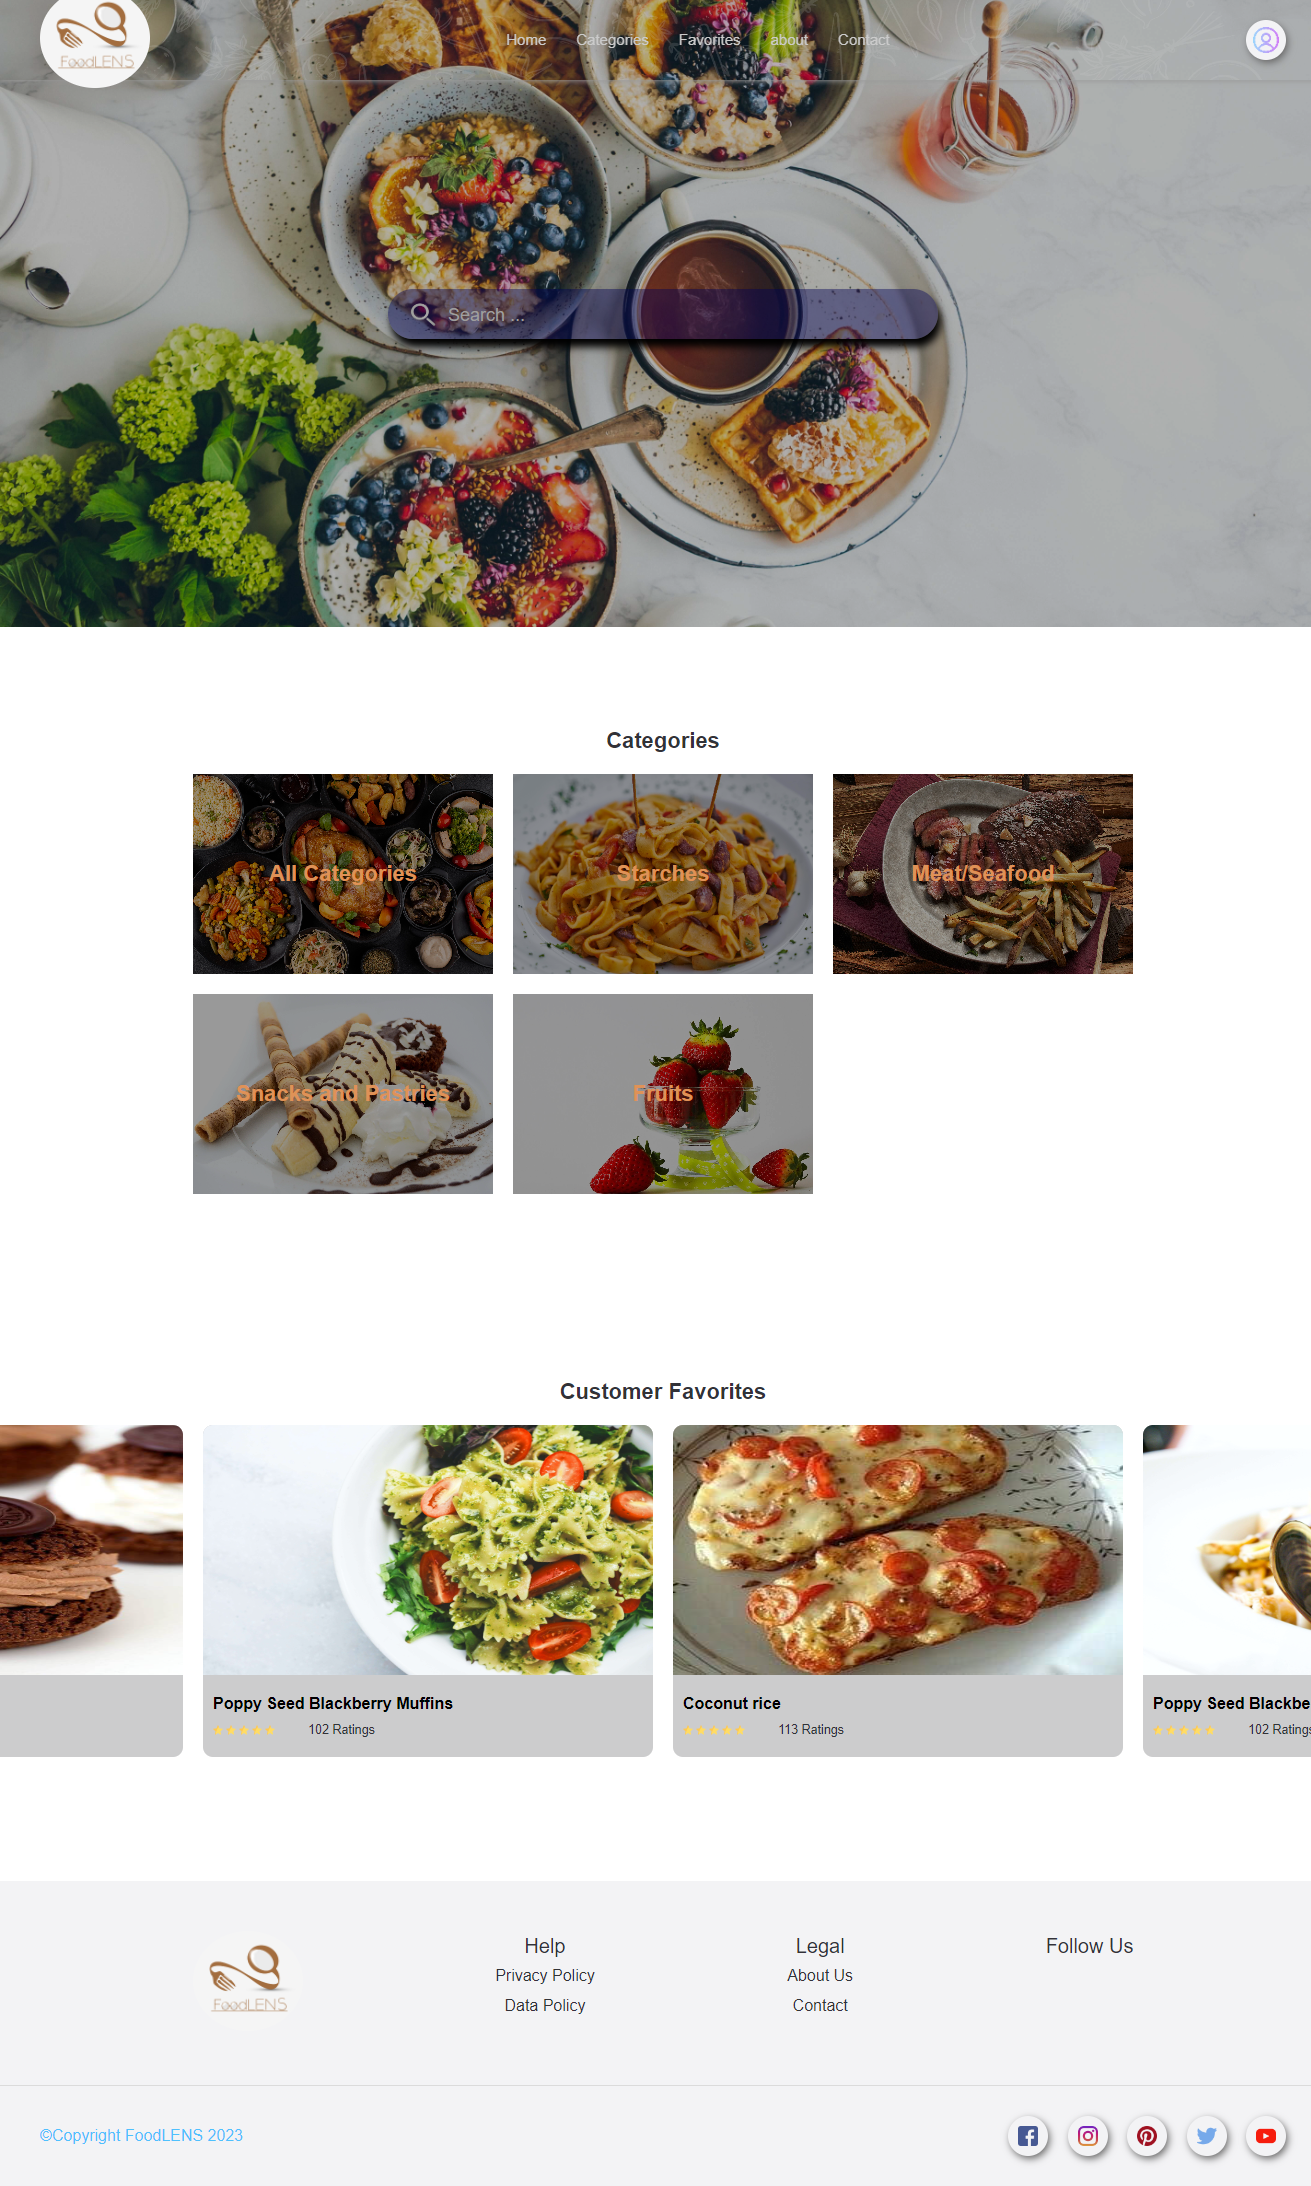 FoodLENS
Home Categories Favorites about Contact
Search ...
Categories
All Categories
Starches
Meat/Seafood
Snacks and Pastries
Fruits
Customer Favorites
Poppy Seed Blackberry Muffins
102 Ratings
Coconut rice
113 Ratings
Poppy Seed Blackbe
102 Ratings
FoodLENS
Help
Privacy Policy
Data Policy
Legal
About Us
Contact
Follow Us
©Copyright FoodLENS 2023